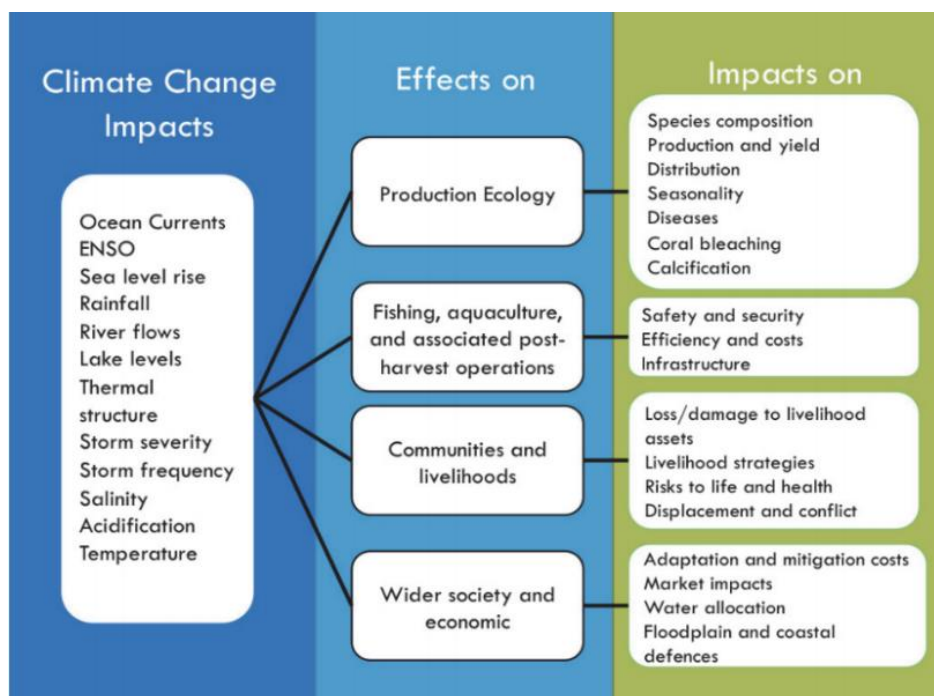 Climate Change
Impacts
Ocean Currents
ENSO
Sea level rise
Rainfall
River flows
Lake levels
Thermal
structure
Storm severity
Storm frequency
Salinity
Acidification
Temperature
Effects on
Production Ecology
Fishing, aquaculture,
and associated post-
harvest operations
Communities and
livelihoods
Wider society and
economic
Impacts on
Species composition
Production and yield
Distribution
Seasonality
Diseases
Coral bleaching
Calcification
Safety and security
Efficiency and costs
Infrastructure
Loss/damage to livelihood
assets
Livelihood strategies
Risks to life and health
Displacement and conflict
Adaptation and mitigation costs
Market impacts
Water allocation
Floodplain and coastal
defences